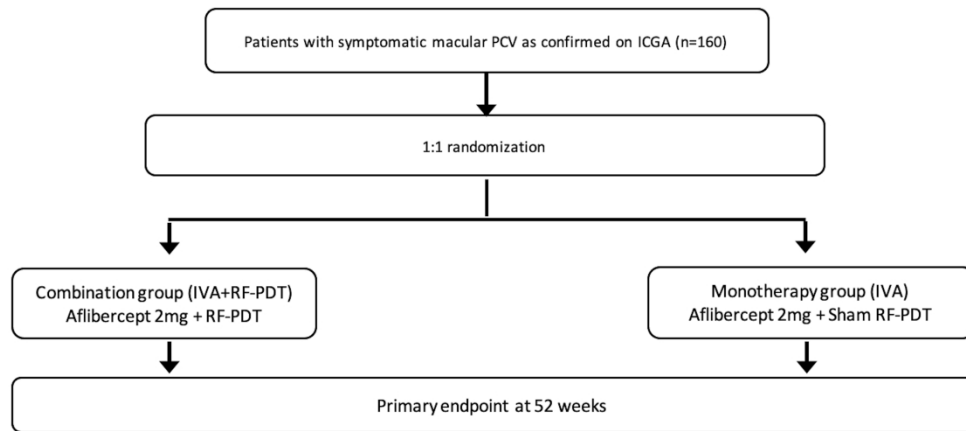 Patients with symptomatic macular PCV as confirmed on ICGA (n=160)
1:1 randomization
Combination group (IVA+RF-PDT)
Aflibercept 2mg + RF-PDT
Monotherapy group (IVA)
Aflibercept 2mg + Sham RF-PDT
Primary endpoint at 52 weeks